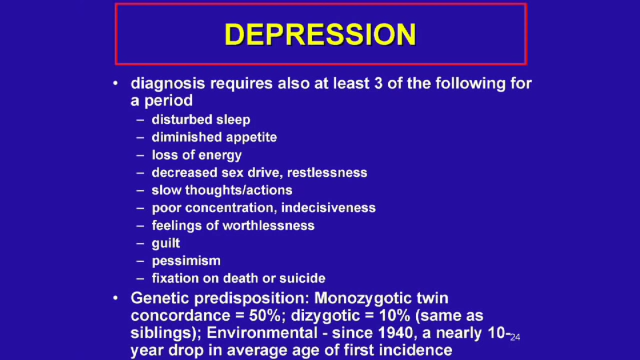 DEPRESSION
• diagnosis requires also at least 3 of the following for
a period
– disturbed sleep
– diminished appetite
– loss of energy
– decreased sex drive, restlessness
– slow thoughts/actions
– poor concentration, indecisiveness
– feelings of worthlessness
– guilt
– pessimism
– fixation on death or suicide
• Genetic predisposition: Monozygotic twin
concordance = 50%; dizygotic = 10% (same as
siblings); Environmental - since 1940, a nearly 10-
24
year drop in average age of first incidence